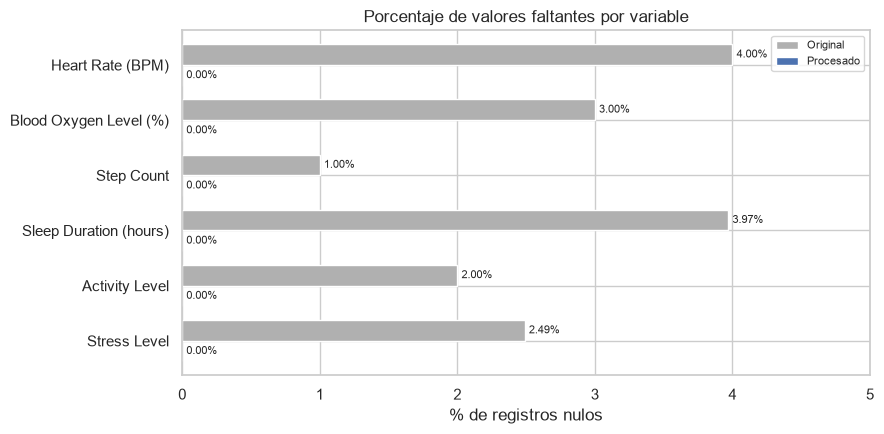 Porcentaje de valores faltantes por variable
Original
Procesado
Heart Rate (BPM)
4.00%
0.00%
Blood Oxygen Level (%)
3.00%
0.00%
Step Count
1.00%
0.00%
Sleep Duration (hours)
3.97%
0.00%
Activity Level
2.00%
0.00%
Stress Level
2.49%
0.00%
0 1 2 3 4 5
% de registros nulos